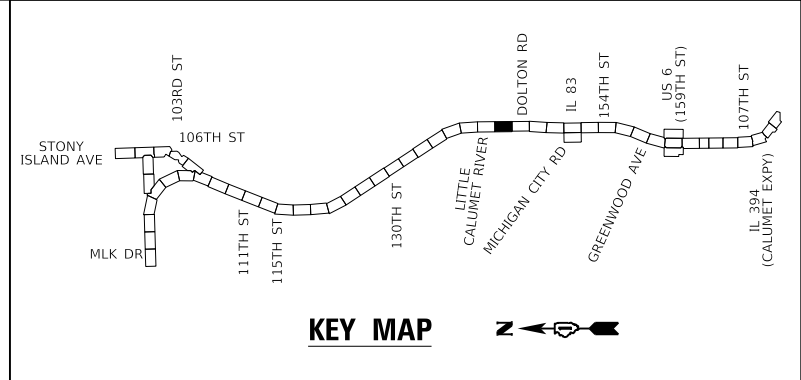 103RD ST
106TH ST
STONY
ISLAND AVE
MLK DR
111TH ST
115TH ST
130TH ST
LITTLE
CALUMET RIVER
DOLTON RD
MICHIGAN CITY RD
IL 83
154TH ST
GREENWOOD AVE
US 6
(159TH ST)
107TH ST
IL 394
(CALUMET EXPY)
KEY MAP
N